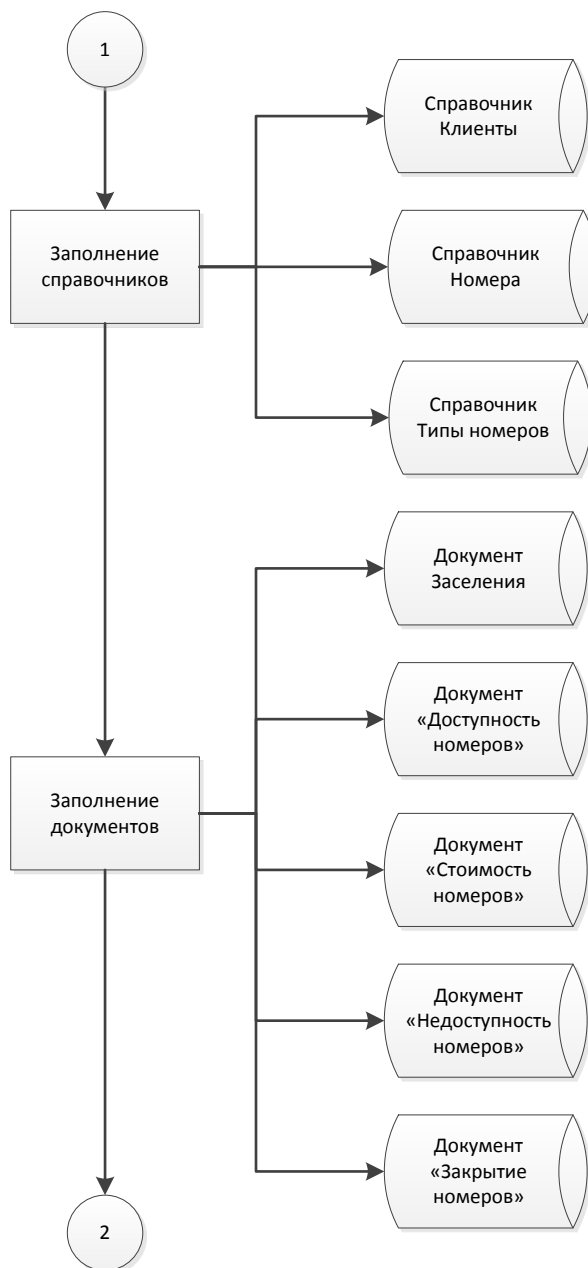 1
Справочник
Клиенты
Заполнение
справочников
Справочник
Номера
Справочник
Типы номеров
Документ
Заселения
Документ
«Доступность
номеров»
Заполнение
документов
Документ
«Стоимость
номеров»
Документ
«Недоступность
номеров»
Документ
«Закрытие
номеров»
2